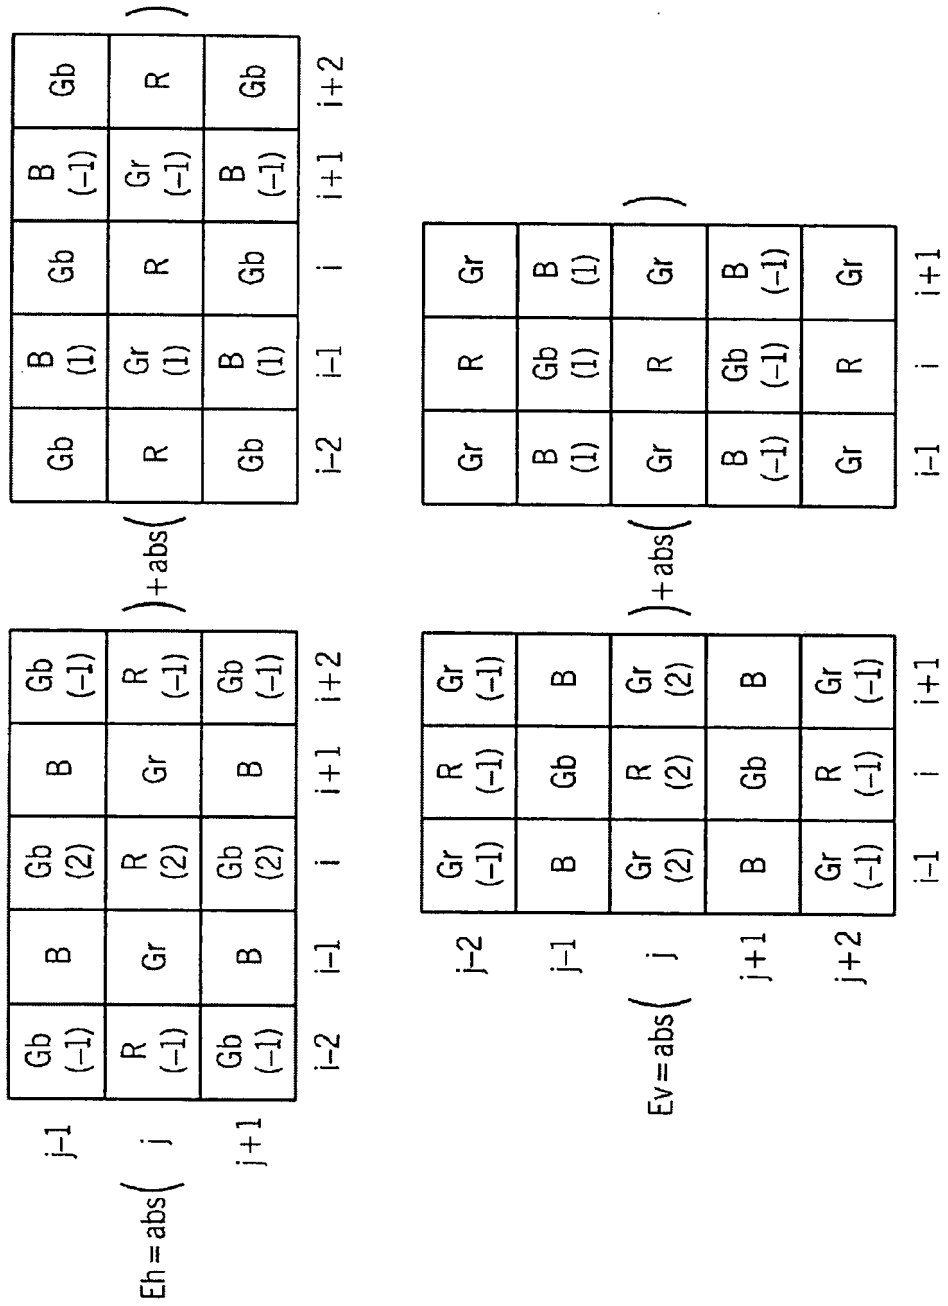 j-1 Gb B Gb B Gb Gb B Gb B Gb
(-1) (2) (-1) (1) (-1)
Eh = abs( j R Gr R Gr R ) + abs( R Gr R Gr R )
(-1) (2) (-1) (1) (-1)
j+1 Gb B Gb B Gb Gb B Gb B Gb
(-1) (2) (-1) (1) (-1)
i-2 i-1 i i+1 i+2 i-2 i-1 i i+1 i+2
j-2 Gr R Gr Gr R Gr
(-1) (-1) (-1)
j-1 B Gb B B Gb B
(1) (1) (1)
Ev = abs( j Gr R Gr ) + abs( Gr R Gr )
(2) (2) (2)
j+1 B Gb B B Gb B
(-1) (-1) (-1)
j+2 Gr R Gr Gr R Gr
(-1) (-1) (-1)
i-1 i i+1 i-1 i i+1